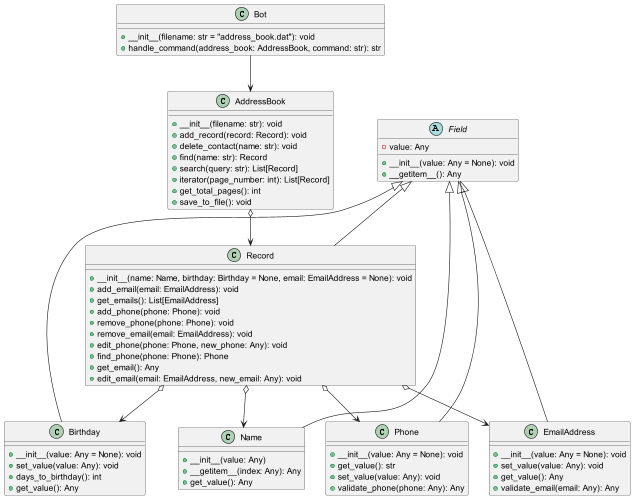 C Bot
__init__(filename: str = "address_book.dat"): void
handle_command(address_book: AddressBook, command: str): str
C AddressBook
__init__(filename: str): void
add_record(record: Record): void
delete_contact(name: str): void
find(name: str): Record
search(query: str): List[Record]
iterator(page_number: int): List[Record]
get_total_pages(): int
save_to_file(): void
A Field
value: Any
__init__(value: Any = None): void
__getitem__(): Any
C Record
__init__(name: Name, birthday: Birthday = None, email: EmailAddress = None): void
add_email(email: EmailAddress): void
get_emails(): List[EmailAddress]
add_phone(phone: Phone): void
remove_phone(phone: Phone): void
remove_email(email: EmailAddress): void
edit_phone(phone: Phone, new_phone: Any): void
find_phone(phone: Phone): Phone
get_email(): Any
edit_email(email: EmailAddress, new_email: Any): void
C Birthday
__init__(value: Any = None): void
set_value(value: Any): void
days_to_birthday(): int
get_value(): Any
C Name
__init__(value: Any)
__getitem__(index: Any): Any
get_value(): Any
C Phone
__init__(value: Any = None): void
get_value(): str
set_value(value: Any): void
validate_phone(phone: Any): Any
C EmailAddress
__init__(value: Any = None): void
set_value(value: Any): void
get_value(): Any
validate_email(email: Any): Any